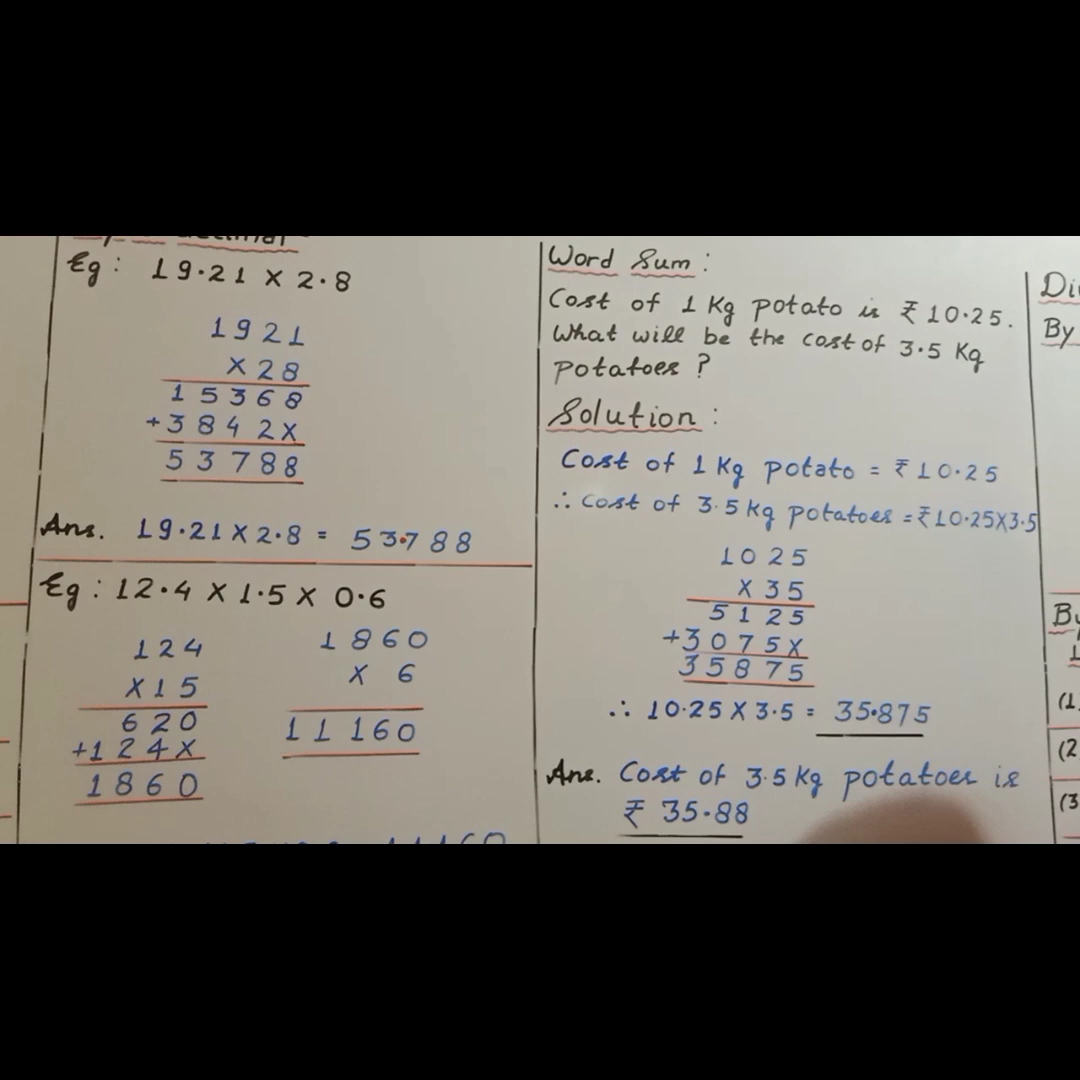 Eg : 19.21 X 2.8
1921
X 28
15368
+3842X
53788
Ans. 19.21 X 2.8 = 53.788
Eg : 12.4 X 1.5 X 0.6
124
X 15
620
+124X
1860
1860
X 6
11160
Word Sum :
Cost of 1 Kg potato is ₹ 10.25.
What will be the cost of 3.5 Kg
potatoes ?
Solution :
Cost of 1 Kg potato = ₹ 10.25
∴ Cost of 3.5 Kg potatoes = ₹10.25X3.5
1025
X 35
5125
+3075X
35875
∴ 10.25 X 3.5 = 35.875
Ans. Cost of 3.5 Kg potatoes is
₹ 35.88
By
(1
(2
(3